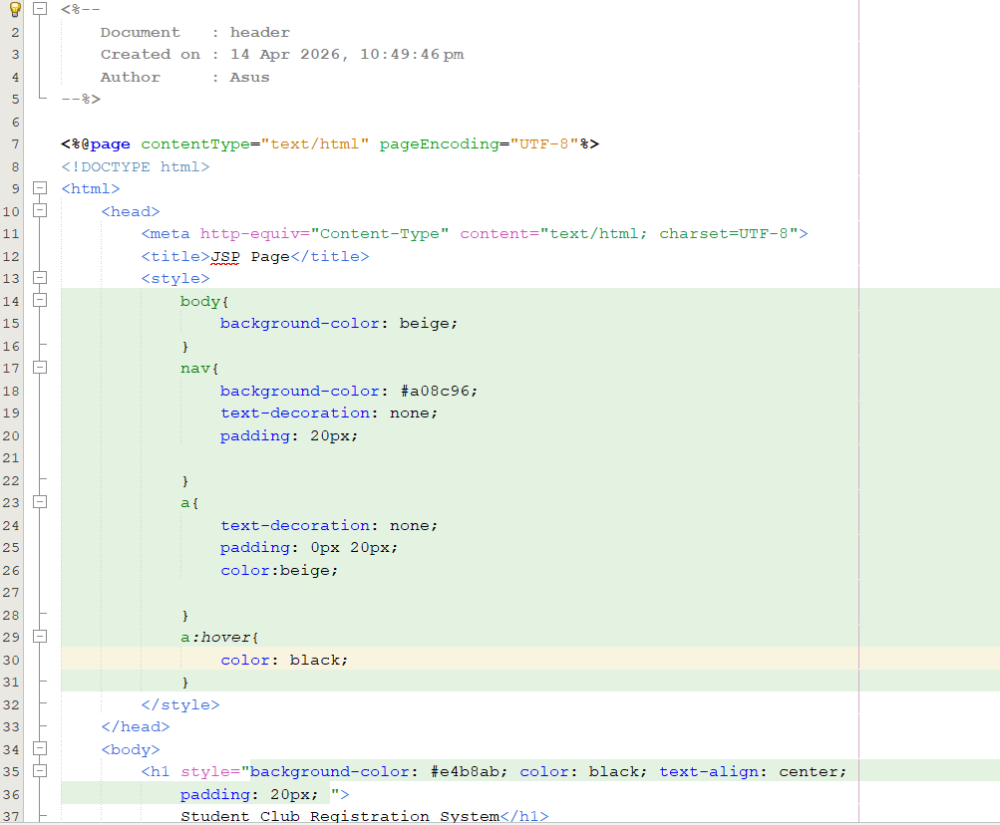 <%--
2 Document   : header
3 Created on : 14 Apr 2026, 10:49:46 pm
4 Author     : Asus
5 --%>
6
7 <%@page contentType="text/html" pageEncoding="UTF-8"%>
8 <!DOCTYPE html>
9 <html>
10 <head>
11 <meta http-equiv="Content-Type" content="text/html; charset=UTF-8">
12 <title>JSP Page</title>
13 <style>
14 body{
15 background-color: beige;
16 }
17 nav{
18 background-color: #a08c96;
19 text-decoration: none;
20 padding: 20px;
21
22 }
23 a{
24 text-decoration: none;
25 padding: 0px 20px;
26 color:beige;
27
28 }
29 a:hover{
30 color: black;
31 }
32 </style>
33 </head>
34 <body>
35 <h1 style="background-color: #e4b8ab; color: black; text-align: center;
36 padding: 20px; ">
37 Student Club Registration System</h1>